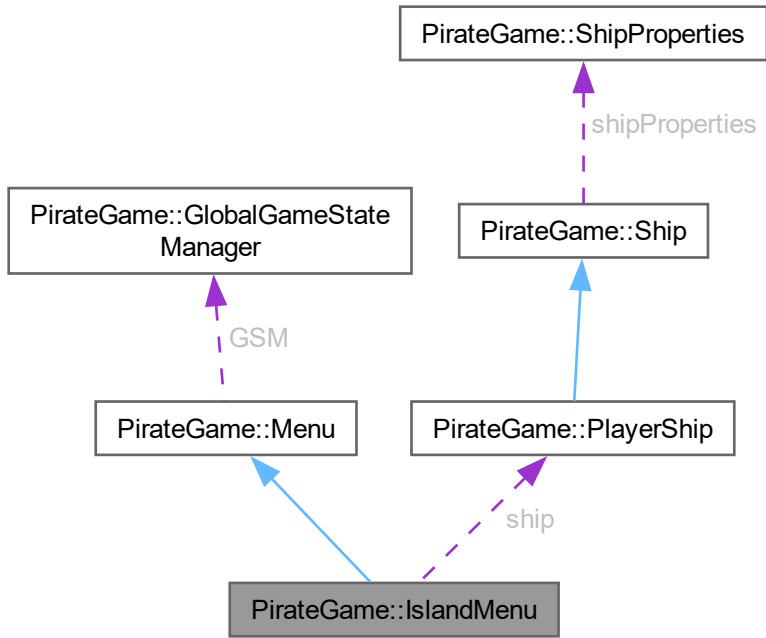 PirateGame::ShipProperties
shipProperties
PirateGame::GlobalGameState
Manager
PirateGame::Ship
GSM
PirateGame::Menu
PirateGame::PlayerShip
ship
PirateGame::IslandMenu